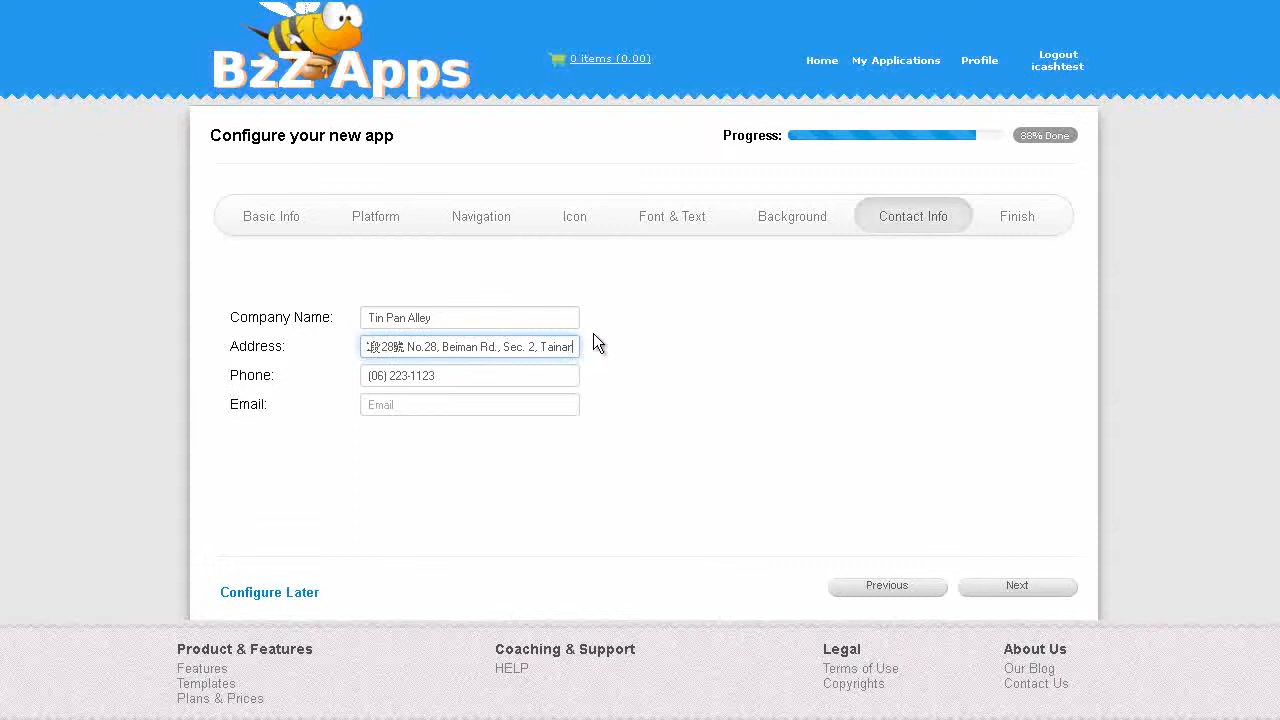 BzZ Apps
0 items (0.00)
Home
My Applications
Profile
Logout
icashtest
Configure your new app
Progress:
88% Done
Basic Info
Platform
Navigation
Icon
Font & Text
Background
Contact Info
Finish
Company Name: Tin Pan Alley
Address: 段28號 No.28, Beiman Rd., Sec. 2, Tainan
Phone: (06) 223-1123
Email: Email
Configure Later
Previous
Next
Product & Features
Features
Templates
Plans & Prices
Coaching & Support
HELP
Legal
Terms of Use
Copyrights
About Us
Our Blog
Contact Us